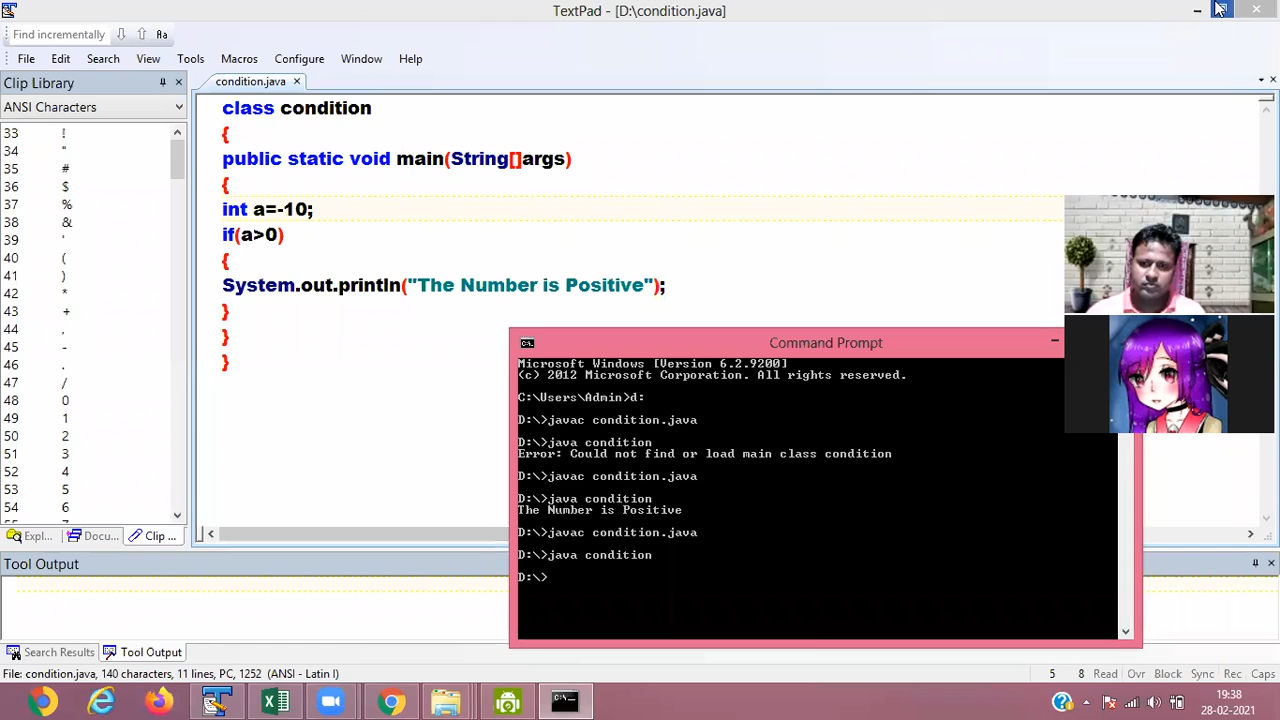 TextPad - [D:\condition.java]
Find incrementally
File Edit Search View Tools Macros Configure Window Help
Clip Library
ANSI Characters
33 !
34 "
35 #
36 $
37 %
38 &
39 '
40 (
41 )
42 *
43 +
44 ,
45 -
46 .
47 /
48 0
49 1
50 2
51 3
52 4
53 5
54 6
Expl... Docu... Clip ...
condition.java
class condition
{
public static void main(String[]args)
{
int a=-10;
if(a>0)
{
System.out.println("The Number is Positive");
}
}
}
Command Prompt
Microsoft Windows [Version 6.2.9200]
(c) 2012 Microsoft Corporation. All rights reserved.
C:\Users\Admin>d:
D:\>javac condition.java
D:\>java condition
Error: Could not find or load main class condition
D:\>javac condition.java
D:\>java condition
The Number is Positive
D:\>javac condition.java
D:\>java condition
D:\>
Tool Output
Search Results Tool Output
File: condition.java, 140 characters, 11 lines, PC, 1252 (ANSI - Latin I) 5 8 Read Ovr Block Sync Rec Caps
19:38
28-02-2021